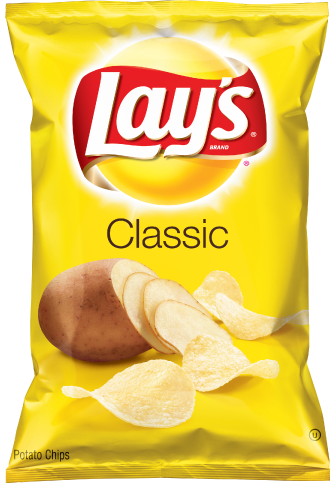 Lay's®
BRAND
®
Classic
Potato Chips
U